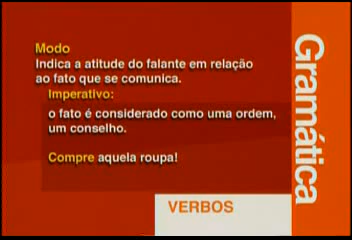 Modo
Indica a atitude do falante em relação
ao fato que se comunica.
Imperativo:
o fato é considerado como uma ordem,
um conselho.
Compre aquela roupa!
VERBOS
Gramática